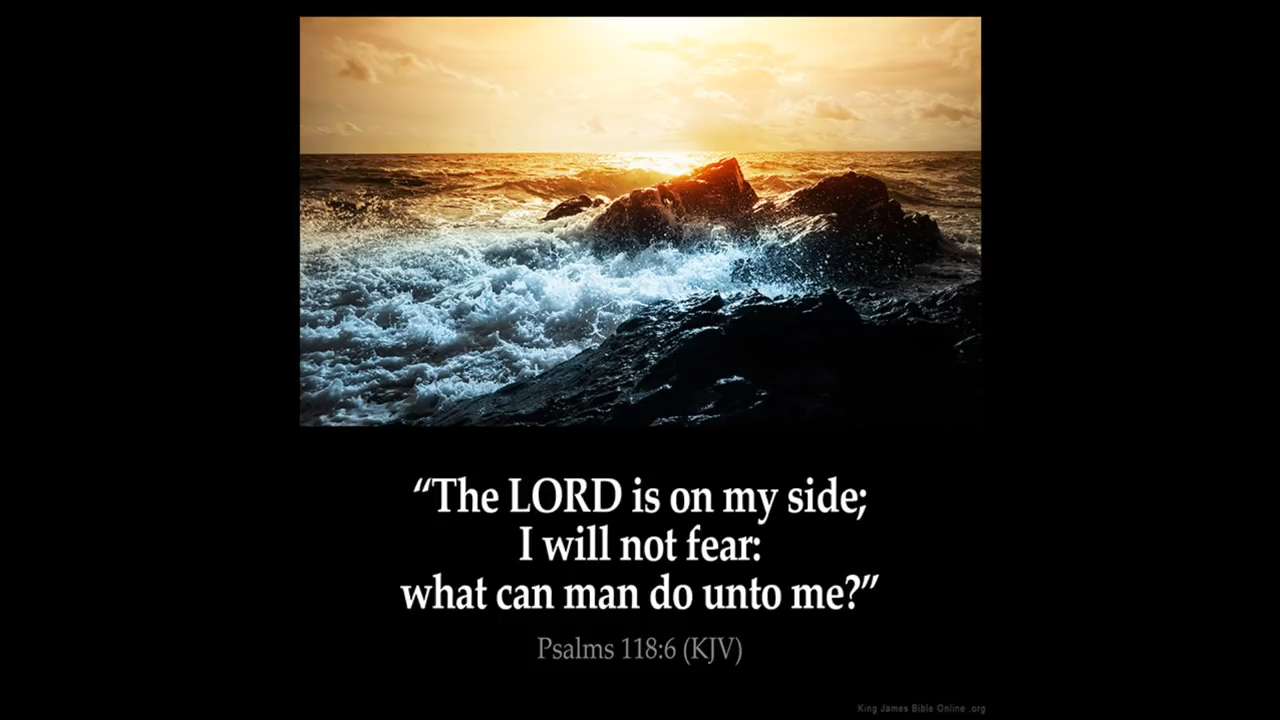 “The LORD is on my side;
I will not fear:
what can man do unto me?”
Psalms 118:6 (KJV)
King James Bible Online .org